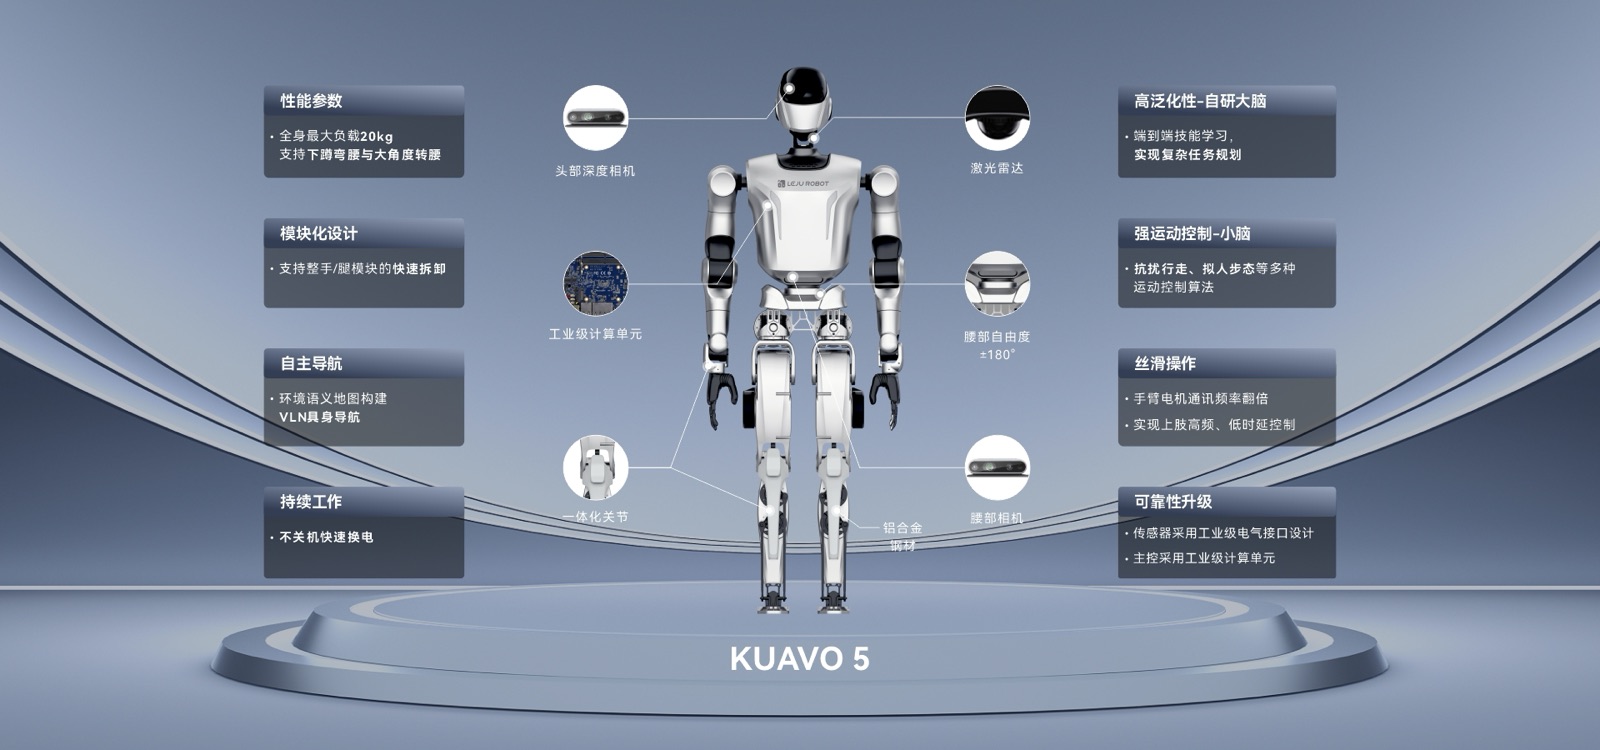 性能参数
· 全身最大负载20kg
支持下蹲弯腰与大角度转腰
模块化设计
· 支持整手/腿模块的快速拆卸
自主导航
· 环境语义地图构建
VLN具身导航
持续工作
· 不关机快速换电
头部深度相机
工业级计算单元
一体化关节
LEJU ROBOT
激光雷达
腰部自由度
±180°
腰部相机
铝合金
钢材
高泛化性-自研大脑
· 端到端技能学习，
实现复杂任务规划
强运动控制-小脑
· 抗扰行走、拟人步态等多种
运动控制算法
丝滑操作
· 手臂电机通讯频率翻倍
· 实现上肢高频、低时延控制
可靠性升级
· 传感器采用工业级电气接口设计
· 主控采用工业级计算单元
KUAVO 5